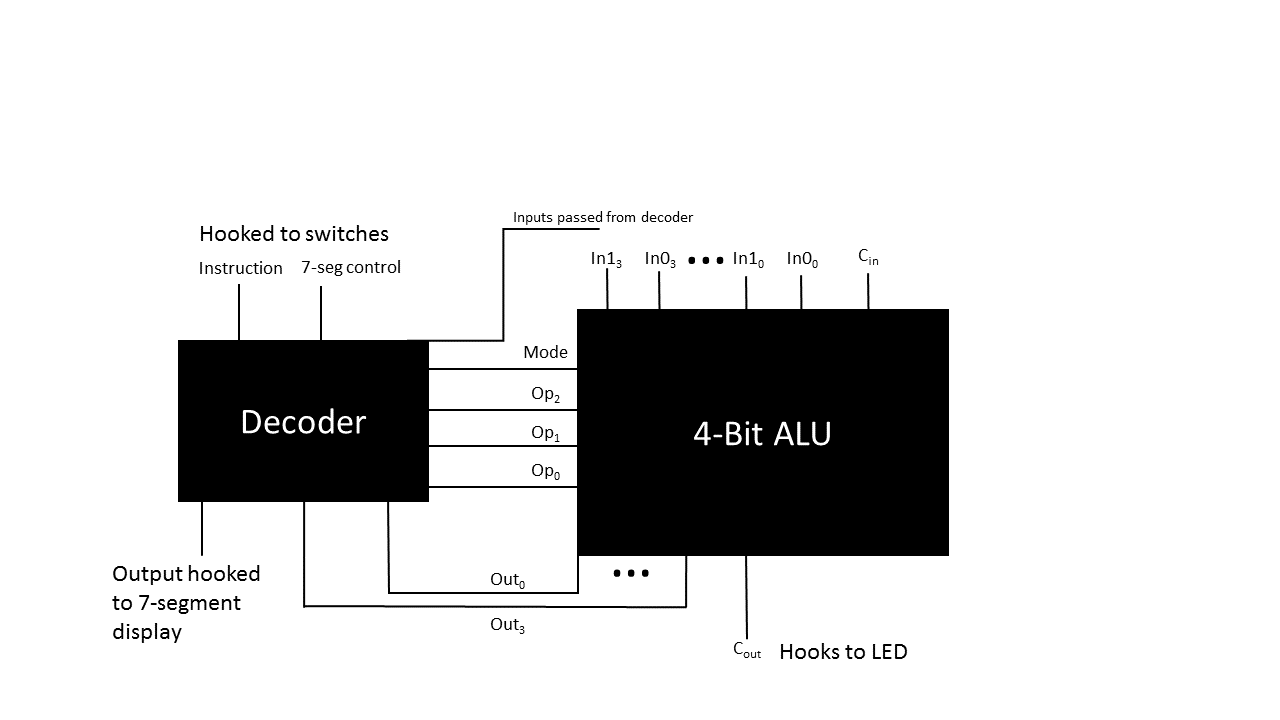 Inputs passed from decoder
Hooked to switches
Instruction 7-seg control
In1₃ In0₃ ••• In1₀ In0₀ Cin
Mode
Op₂
Op₁
Op₀
Decoder
4-Bit ALU
•••
Out₀
Out₃
Output hooked
to 7-segment
display
Cout Hooks to LED